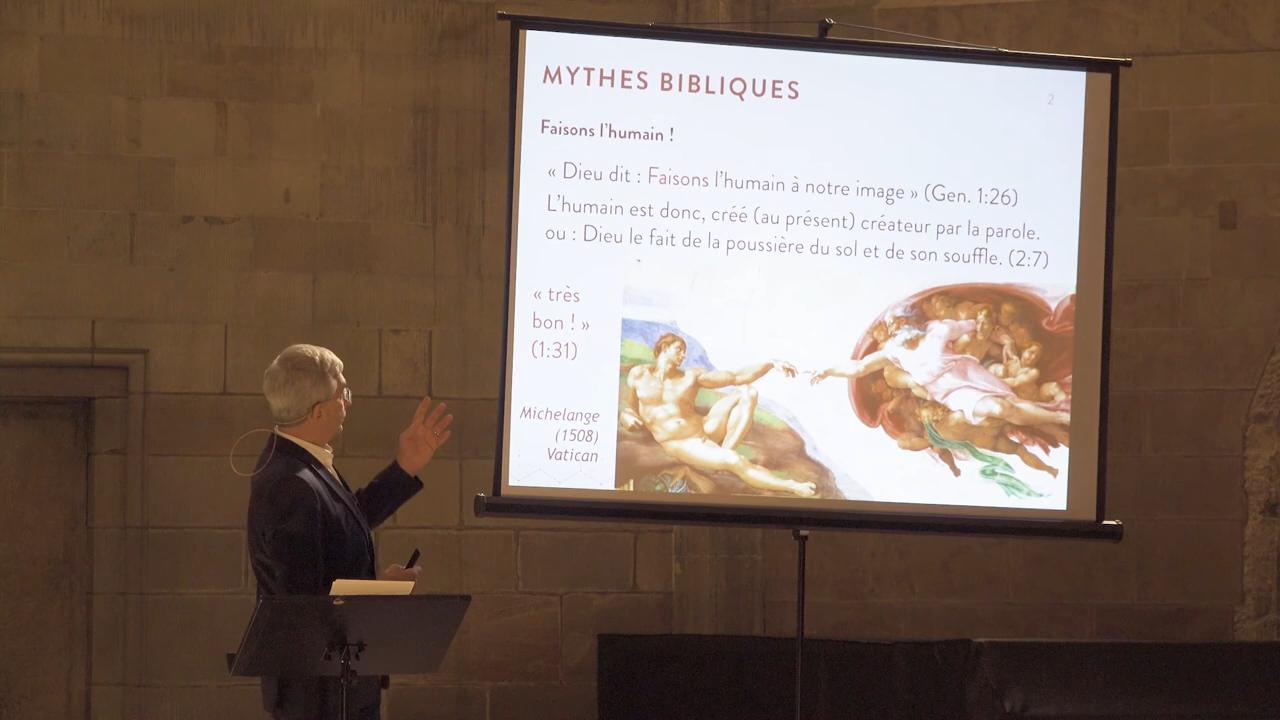 MYTHES BIBLIQUES
2
Faisons l'humain !
« Dieu dit : Faisons l'humain à notre image » (Gen. 1:26)
L'humain est donc, créé (au présent) créateur par la parole.
ou : Dieu le fait de la poussière du sol et de son souffle. (2:7)
« très
bon ! »
(1:31)
Michelange
(1508)
Vatican